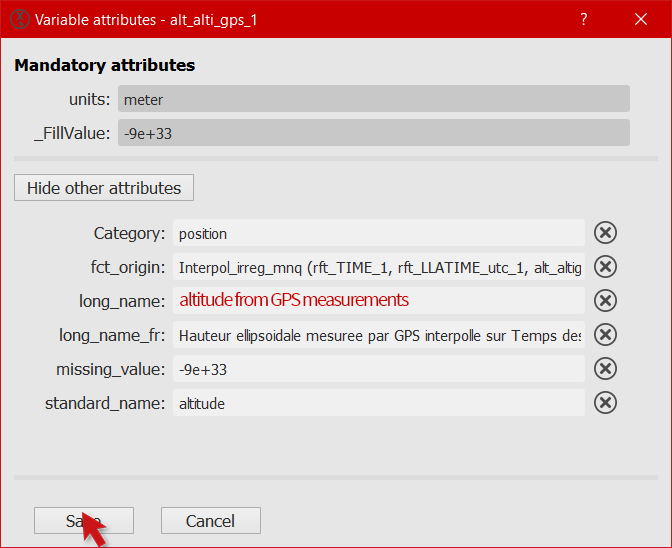 Variable attributes - alt_alti_gps_1
Mandatory attributes
units: meter
_FillValue: -9e+33
Hide other attributes
Category: position
fct_origin: Interpol_irreg_mnq (rft_TIME_1, rft_LLATIME_utc_1, alt_altig
long_name: altitude from GPS measurements
long_name_fr: Hauteur ellipsoidale mesuree par GPS interpolle sur Temps des
missing_value: -9e+33
standard_name: altitude
Save Cancel